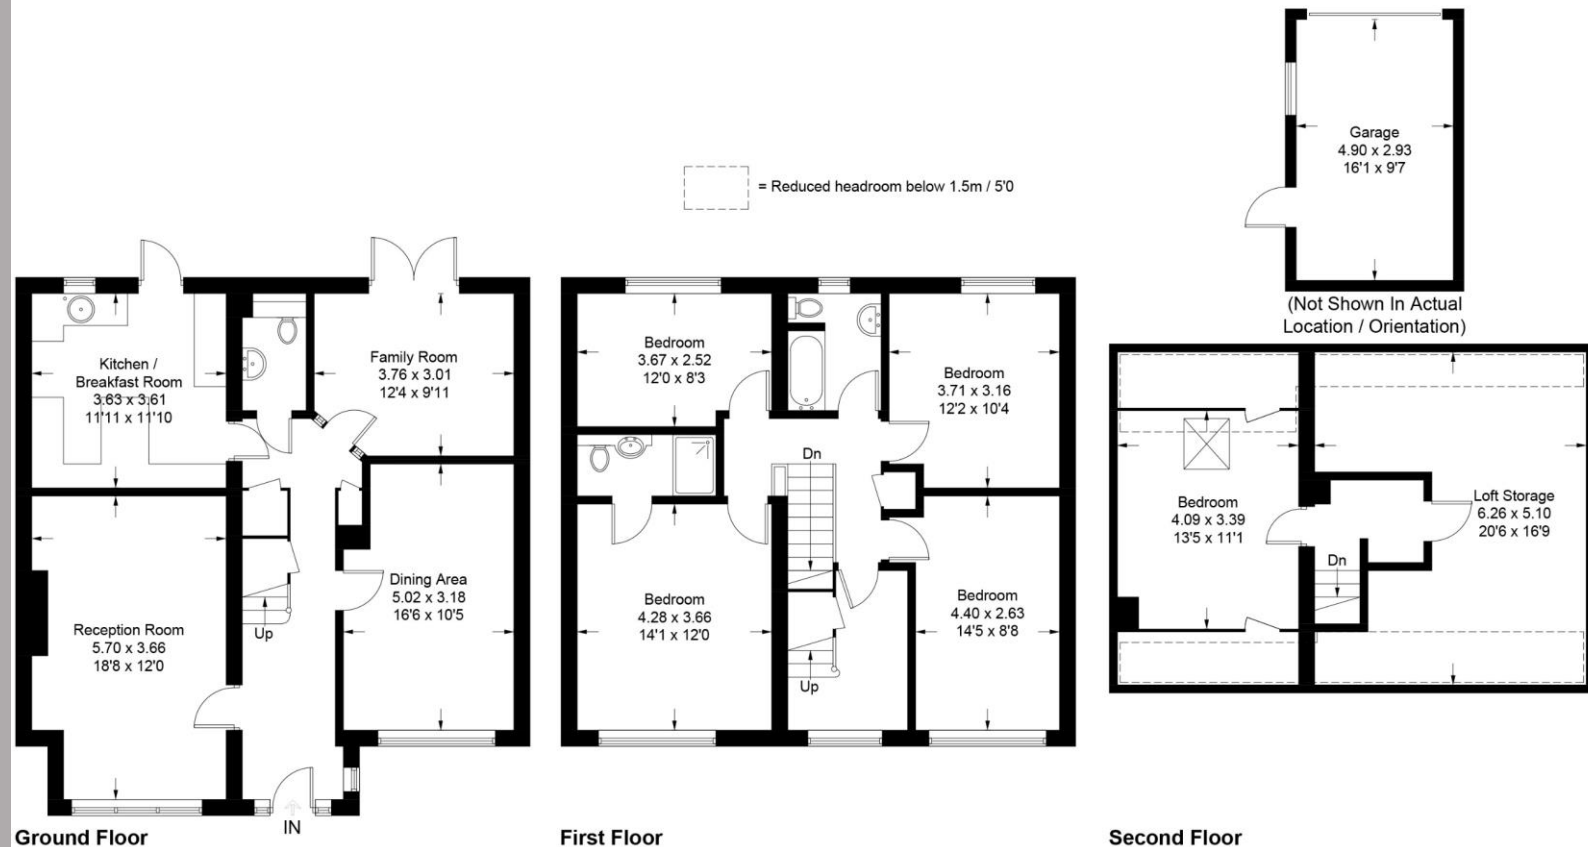 Garage
4.90 x 2.93
16'1 x 9'7
(Not Shown In Actual
Location / Orientation)
= Reduced headroom below 1.5m / 5'0
Kitchen /
Breakfast Room
3.63 x 3.61
11'11 x 11'10
Family Room
3.76 x 3.01
12'4 x 9'11
Reception Room
5.70 x 3.66
18'8 x 12'0
Up
Dining Area
5.02 x 3.18
16'6 x 10'5
IN
Ground Floor
Bedroom
3.67 x 2.52
12'0 x 8'3
Bedroom
3.71 x 3.16
12'2 x 10'4
Dn
Bedroom
4.28 x 3.66
14'1 x 12'0
Up
Bedroom
4.40 x 2.63
14'5 x 8'8
First Floor
Bedroom
4.09 x 3.39
13'5 x 11'1
Dn
Loft Storage
6.26 x 5.10
20'6 x 16'9
Second Floor